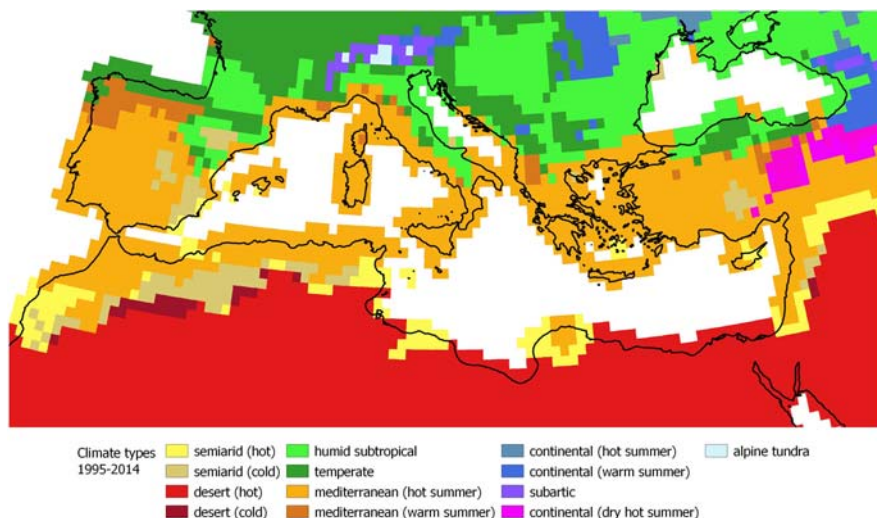 Climate types
1995-2014
semiarid (hot)
semiarid (cold)
desert (hot)
desert (cold)
humid subtropical
temperate
mediterranean (hot summer)
mediterranean (warm summer)
continental (hot summer)
continental (warm summer)
subartic
continental (dry hot summer)
alpine tundra